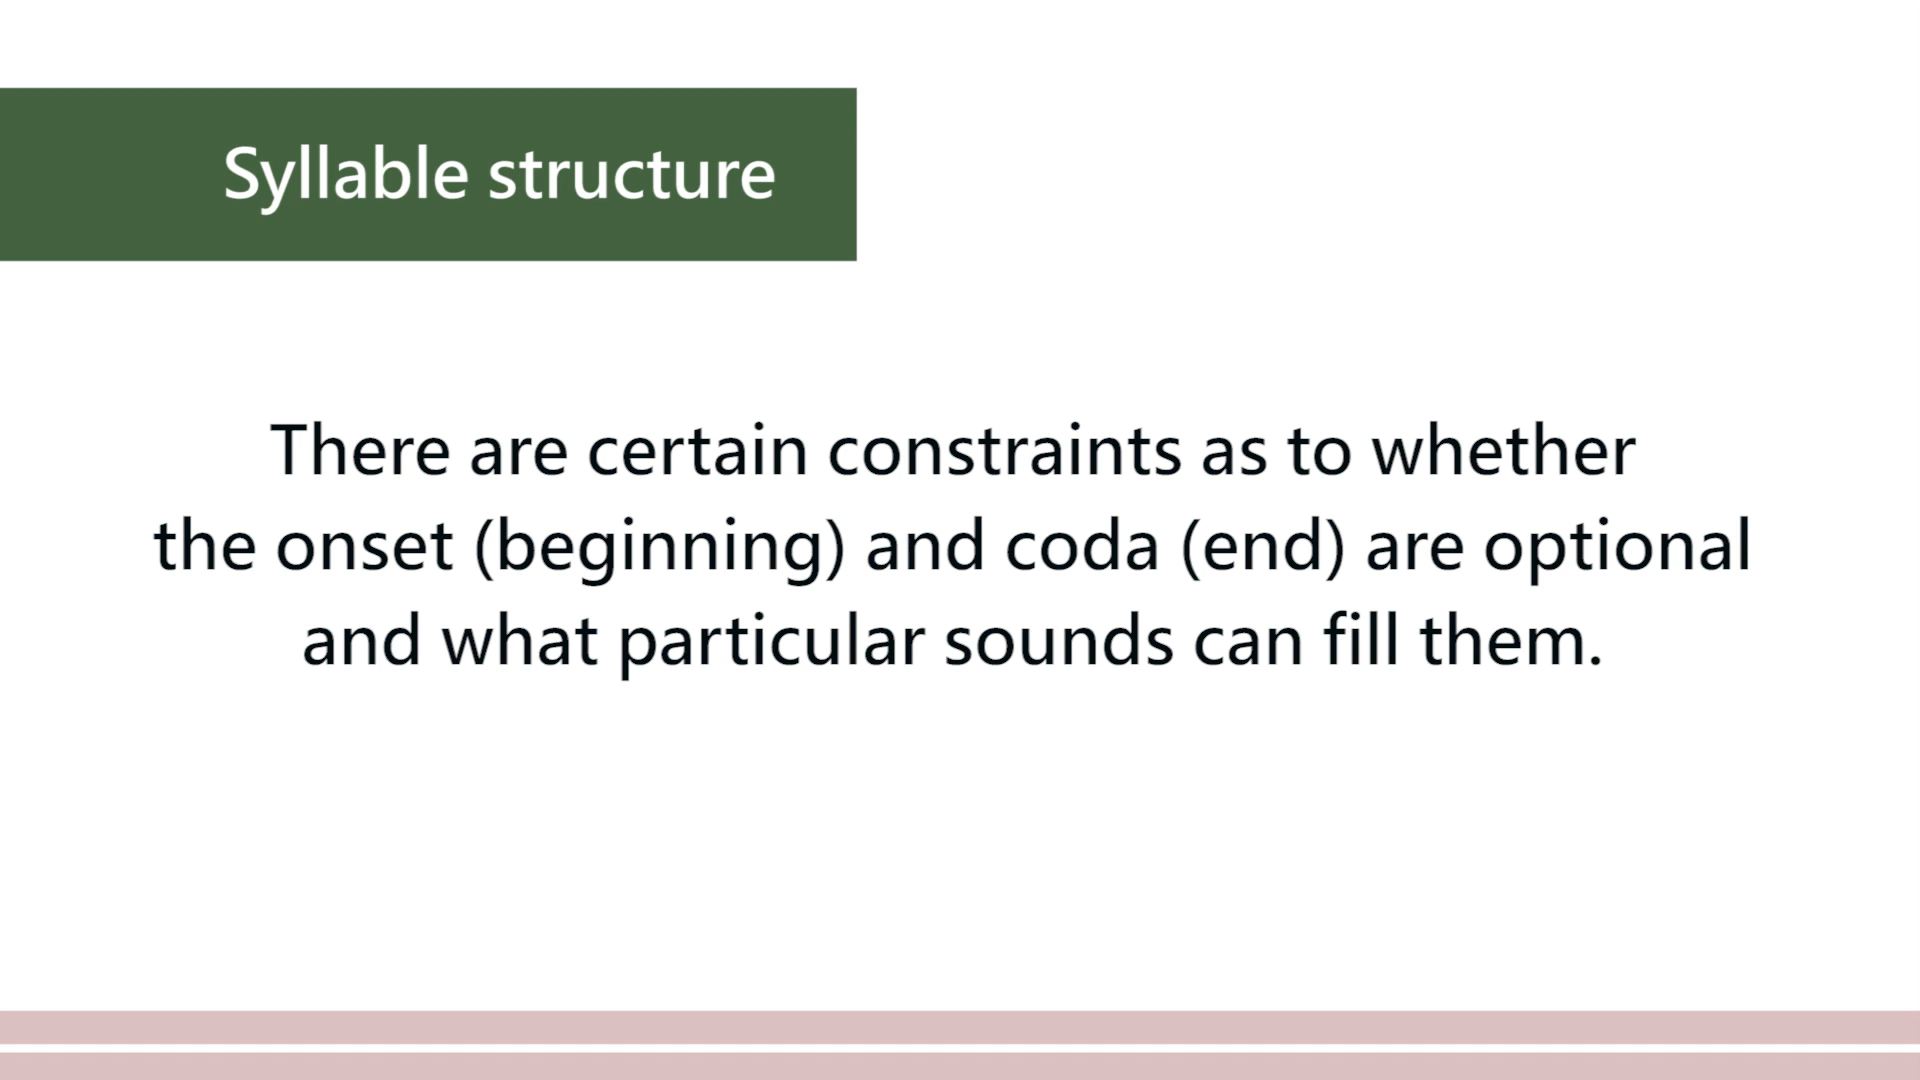 Syllable structure
There are certain constraints as to whether
the onset (beginning) and coda (end) are optional
and what particular sounds can fill them.